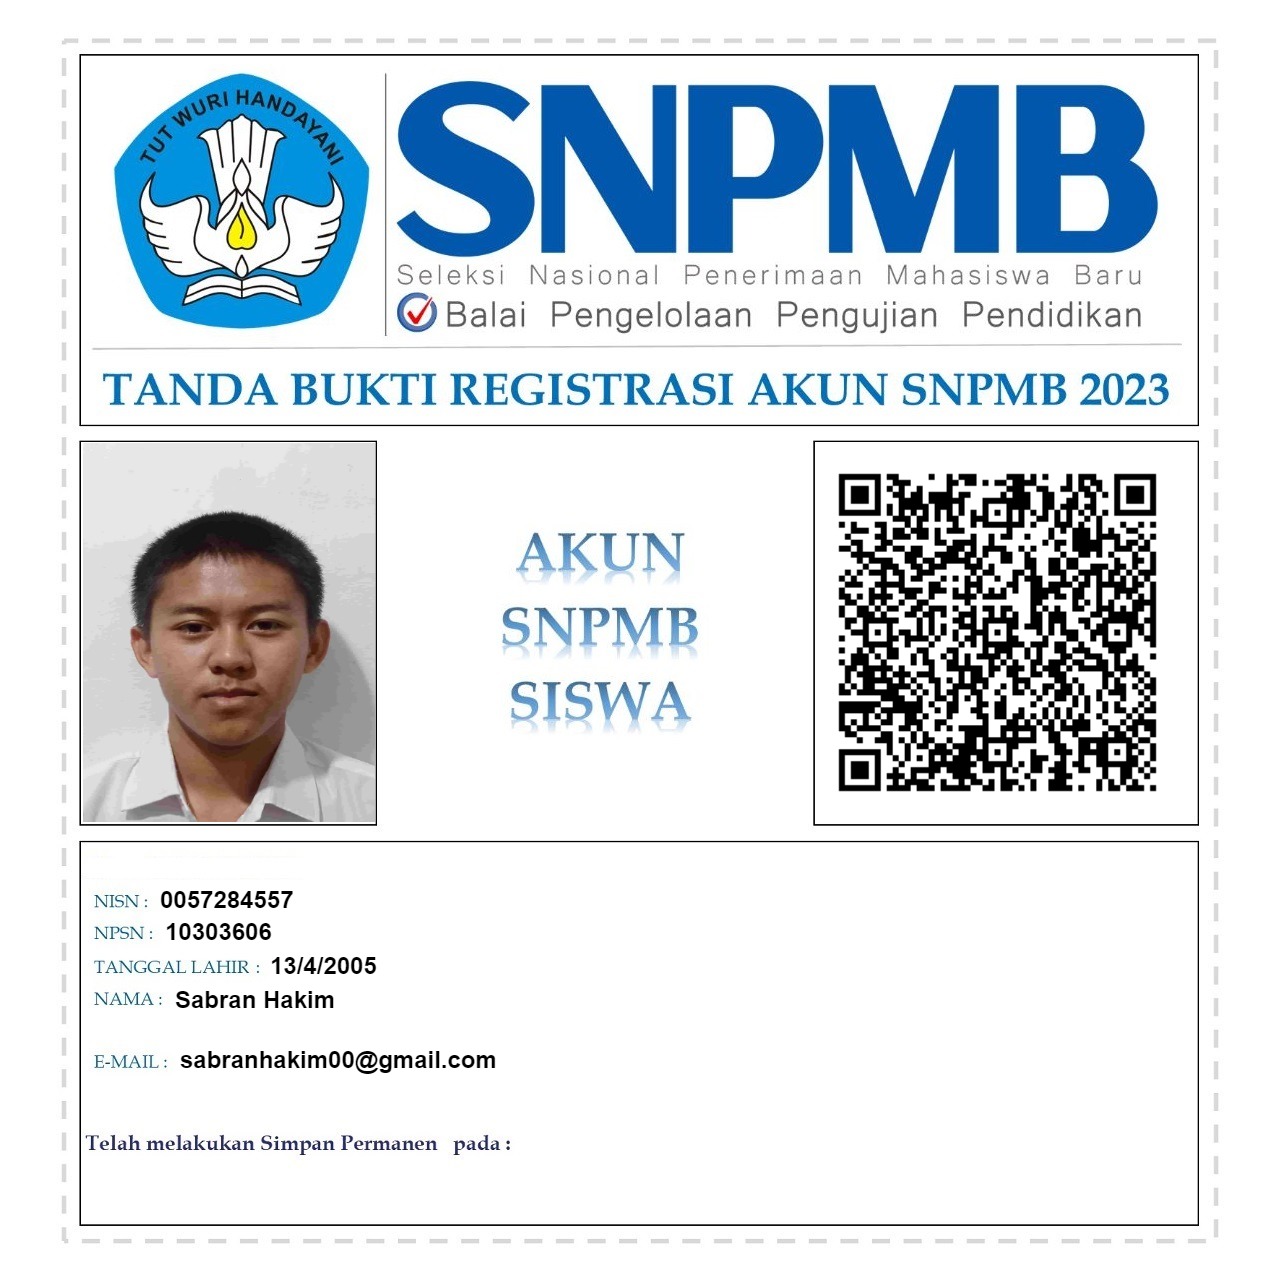 TUT WURI HANDAYANI
SNPMB
Seleksi Nasional Penerimaan Mahasiswa Baru
Balai Pengelolaan Pengujian Pendidikan
TANDA BUKTI REGISTRASI AKUN SNPMB 2023
AKUN
SNPMB
SISWA
NISN : 0057284557
NPSN : 10303606
TANGGAL LAHIR : 13/4/2005
NAMA : Sabran Hakim
E-MAIL : sabranhakim00@gmail.com
Telah melakukan Simpan Permanen pada :